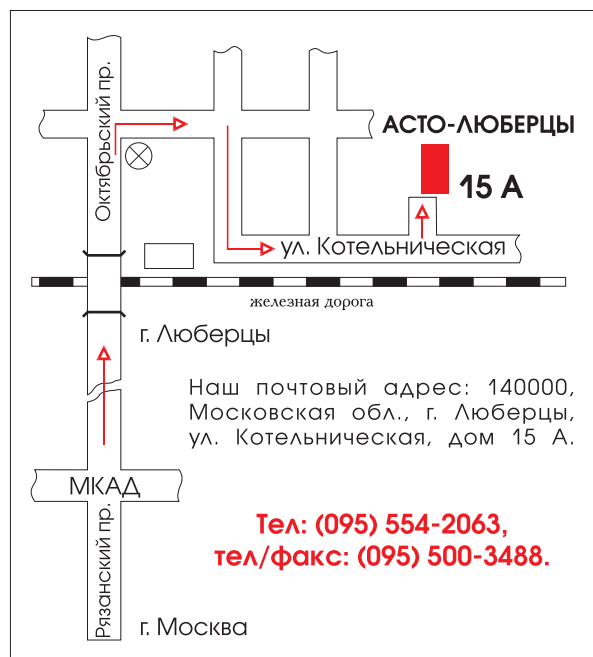 Октябрьский пр.
АСТО-ЛЮБЕРЦЫ
15 А
ул. Котельническая
железная дорога
г. Люберцы
Наш почтовый адрес: 140000,
Московская обл., г. Люберцы,
ул. Котельническая, дом 15 А.
МКАД
Тел: (095) 554-2063,
тел/факс: (095) 500-3488.
Рязанский пр.
г. Москва